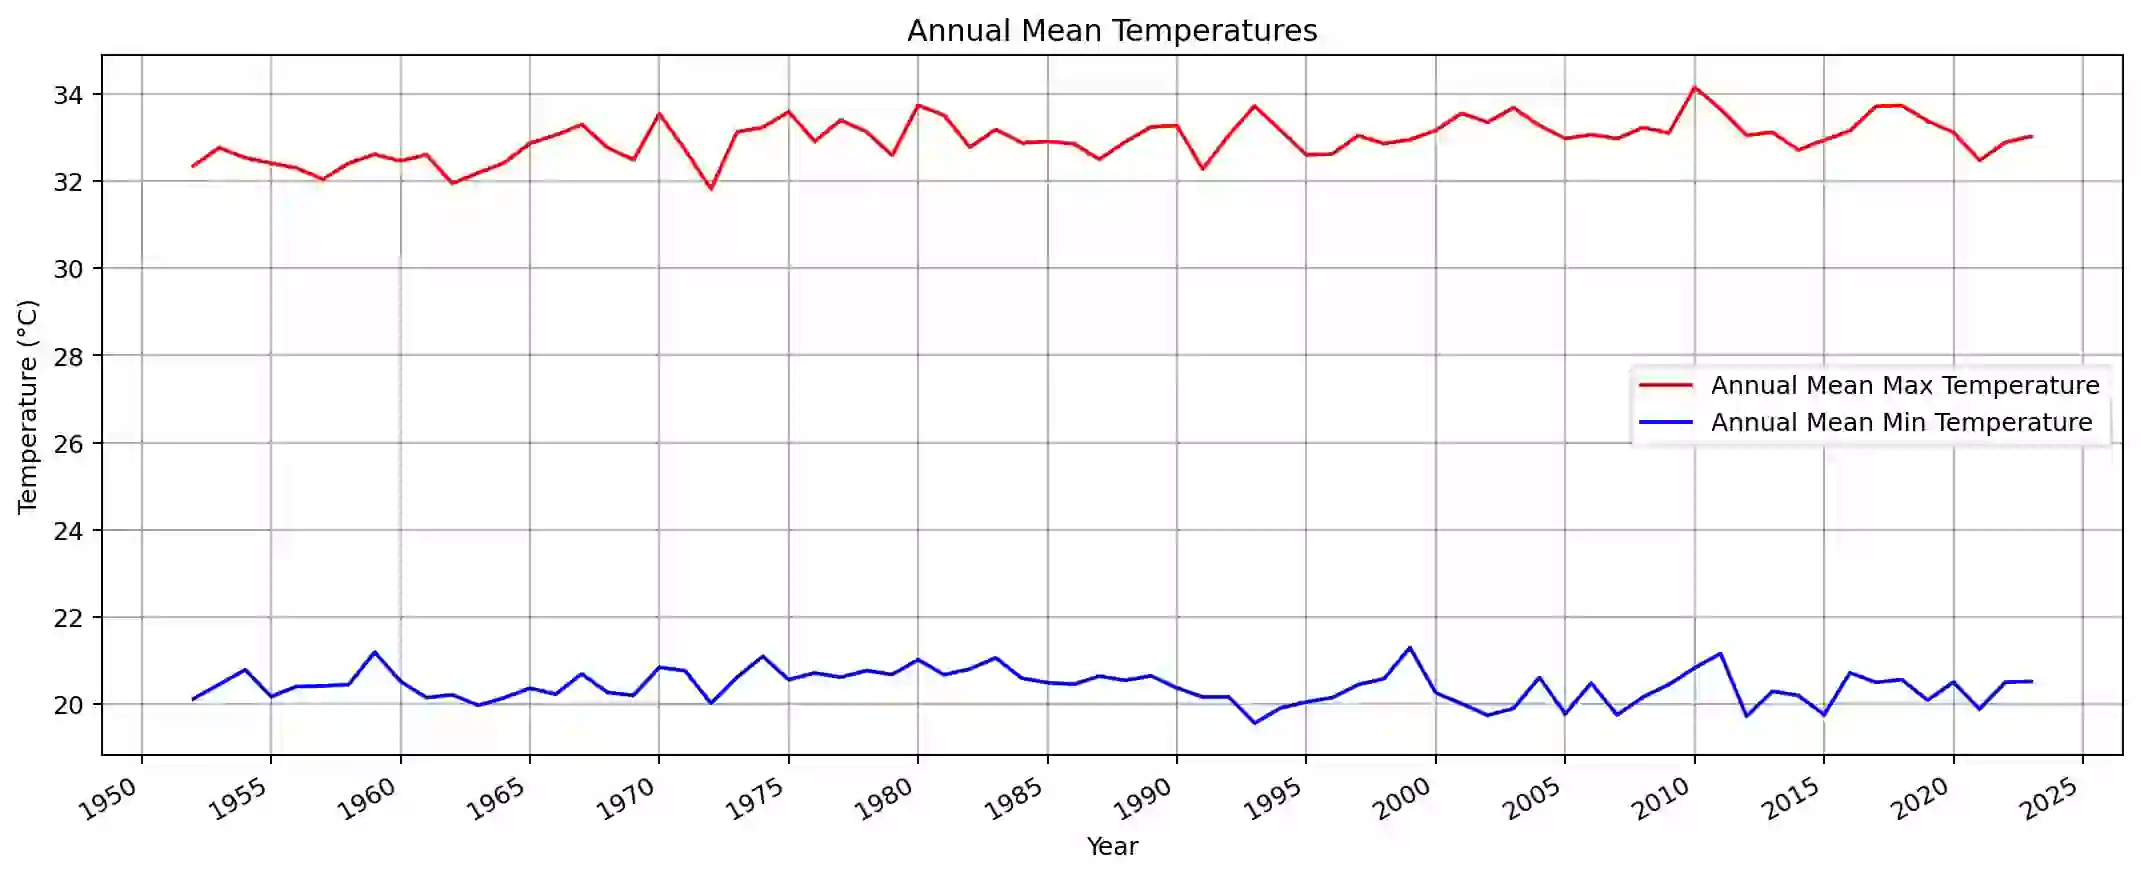 Annual Mean Temperatures
34
32
30
28
26
24
22
20
Temperature (°C)
Annual Mean Max Temperature
Annual Mean Min Temperature
1950 1955 1960 1965 1970 1975 1980 1985 1990 1995 2000 2005 2010 2015 2020 2025
Year